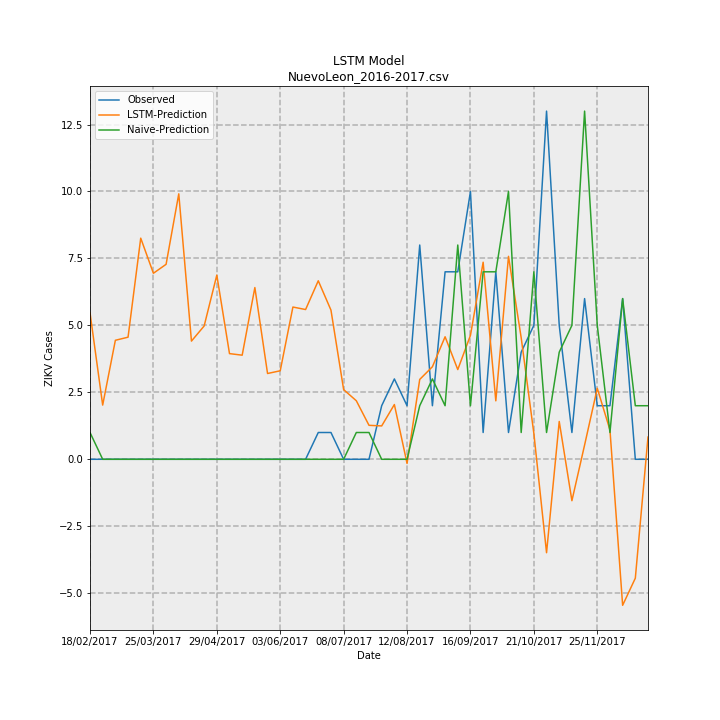 LSTM Model
NuevoLeon_2016-2017.csv
Observed
LSTM-Prediction
Naive-Prediction
12.5
10.0
7.5
5.0
2.5
0.0
−2.5
−5.0
ZIKV Cases
18/02/2017 25/03/2017 29/04/2017 03/06/2017 08/07/2017 12/08/2017 16/09/2017 21/10/2017 25/11/2017
Date